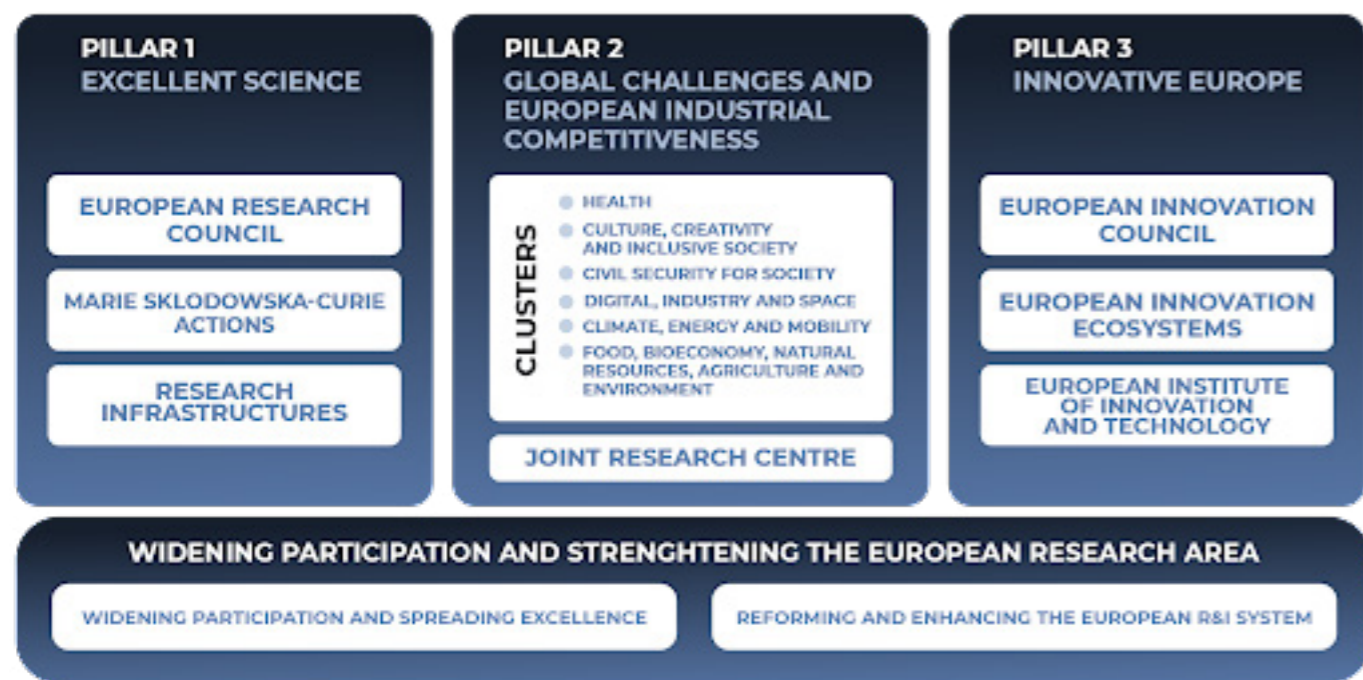 PILLAR 1
EXCELLENT SCIENCE
EUROPEAN RESEARCH
COUNCIL
MARIE SKLODOWSKA-CURIE
ACTIONS
RESEARCH
INFRASTRUCTURES
PILLAR 2
GLOBAL CHALLENGES AND
EUROPEAN INDUSTRIAL
COMPETITIVENESS
CLUSTERS
HEALTH
CULTURE, CREATIVITY
AND INCLUSIVE SOCIETY
CIVIL SECURITY FOR SOCIETY
DIGITAL, INDUSTRY AND SPACE
CLIMATE, ENERGY AND MOBILITY
FOOD, BIOECONOMY, NATURAL
RESOURCES, AGRICULTURE AND
ENVIRONMENT
JOINT RESEARCH CENTRE
PILLAR 3
INNOVATIVE EUROPE
EUROPEAN INNOVATION
COUNCIL
EUROPEAN INNOVATION
ECOSYSTEMS
EUROPEAN INSTITUTE
OF INNOVATION
AND TECHNOLOGY
WIDENING PARTICIPATION AND STRENGHTENING THE EUROPEAN RESEARCH AREA
WIDENING PARTICIPATION AND SPREADING EXCELLENCE
REFORMING AND ENHANCING THE EUROPEAN R&I SYSTEM